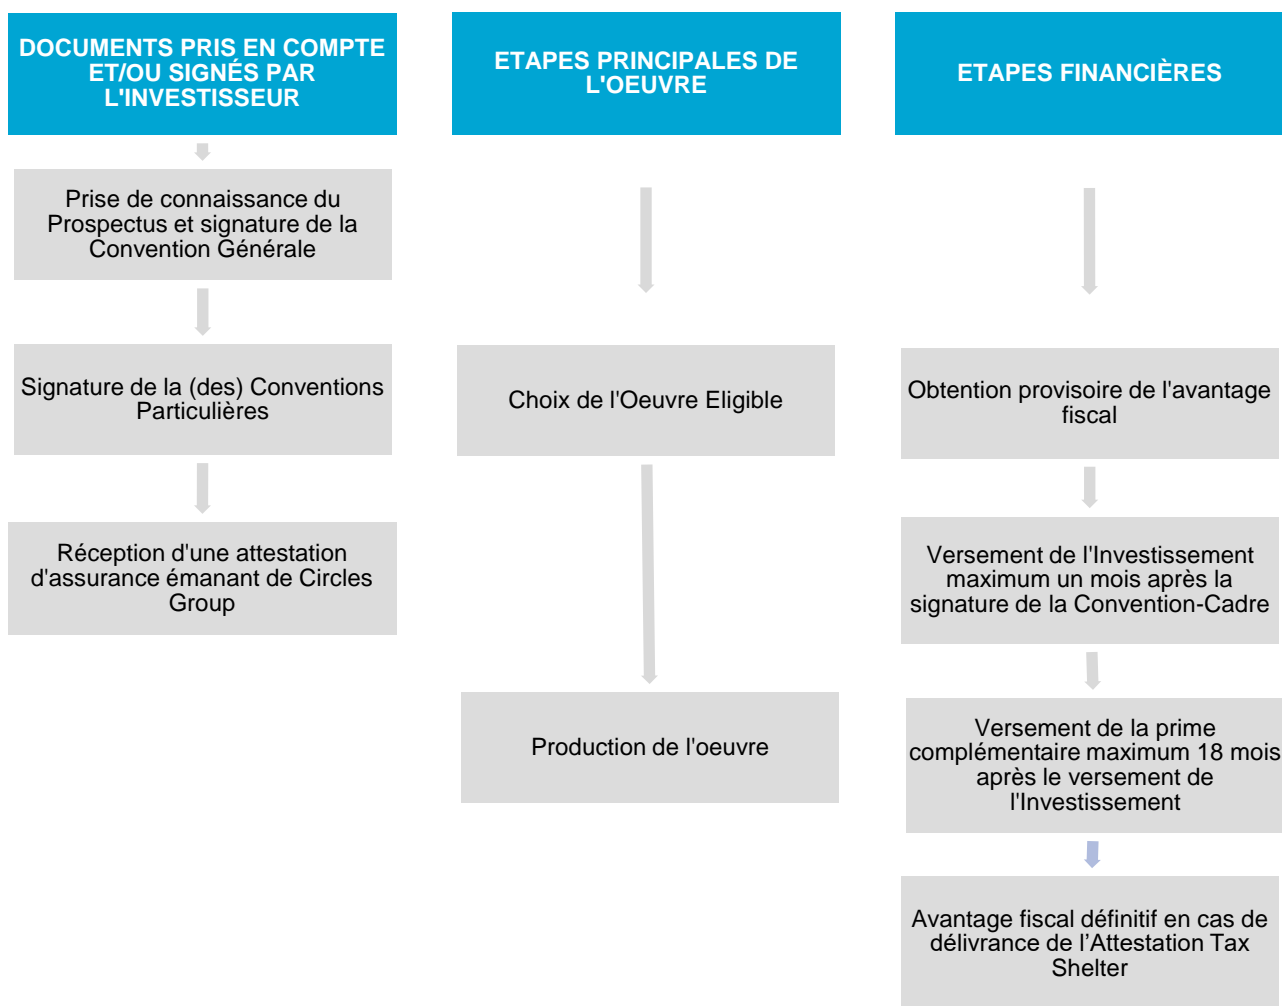 DOCUMENTS PRIS EN COMPTE
ET/OU SIGNÉS PAR
L'INVESTISSEUR
Prise de connaissance du
Prospectus et signature de la
Convention Générale
Signature de la (des) Conventions
Particulières
Réception d'une attestation
d'assurance émanant de Circles
Group
ETAPES PRINCIPALES DE
L'OEUVRE
Choix de l'Oeuvre Eligible
Production de l'oeuvre
ETAPES FINANCIÈRES
Obtention provisoire de l'avantage
fiscal
Versement de l'Investissement
maximum un mois après la
signature de la Convention-Cadre
Versement de la prime
complémentaire maximum 18 mois
après le versement de
l'Investissement
Avantage fiscal définitif en cas de
délivrance de l’Attestation Tax
Shelter